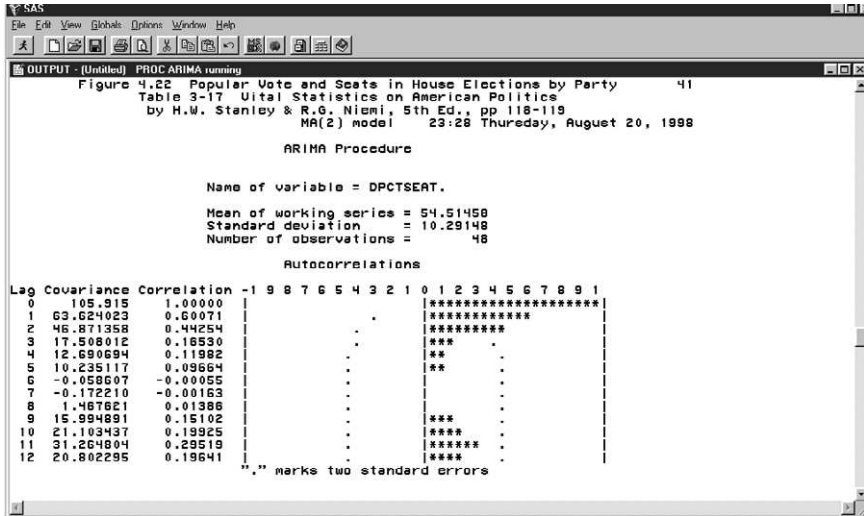 SAS
File Edit View Globals Options Window Help
OUTPUT - (Untitled) PROC ARIMA running
Figure 4.22 Popular Vote and Seats in House Elections by Party 41
Table 3-17 Vital Statistics on American Politics
by H.W. Stanley & R.G. Niemi, 5th Ed., pp 118-119
MA(2) model 23:28 Thursday, August 20, 1998
ARIMA Procedure
Name of variable = DPCTSEAT.
Mean of working series = 54.51458
Standard deviation = 10.29148
Number of observations = 48
Autocorrelations
Lag Covariance Correlation -1 9 8 7 6 5 4 3 2 1 0 1 2 3 4 5 6 7 8 9 1
0 105.915 1.00000 | |********************|
1 63.624023 0.60071 | . |************ |
2 46.871358 0.44254 | . |********* |
3 17.508012 0.16530 | . |*** . |
4 12.690694 0.11982 | . |** . |
5 10.235117 0.09664 | . |** . |
6 -0.058607 -0.00055 | . | . |
7 -0.172210 -0.00163 | . | . |
8 1.467621 0.01386 | . | . |
9 15.994891 0.15102 | . |*** . |
10 21.103437 0.19925 | . |**** . |
11 31.264804 0.29519 | . |****** . |
12 20.802295 0.19641 | . |**** . |
"." marks two standard errors